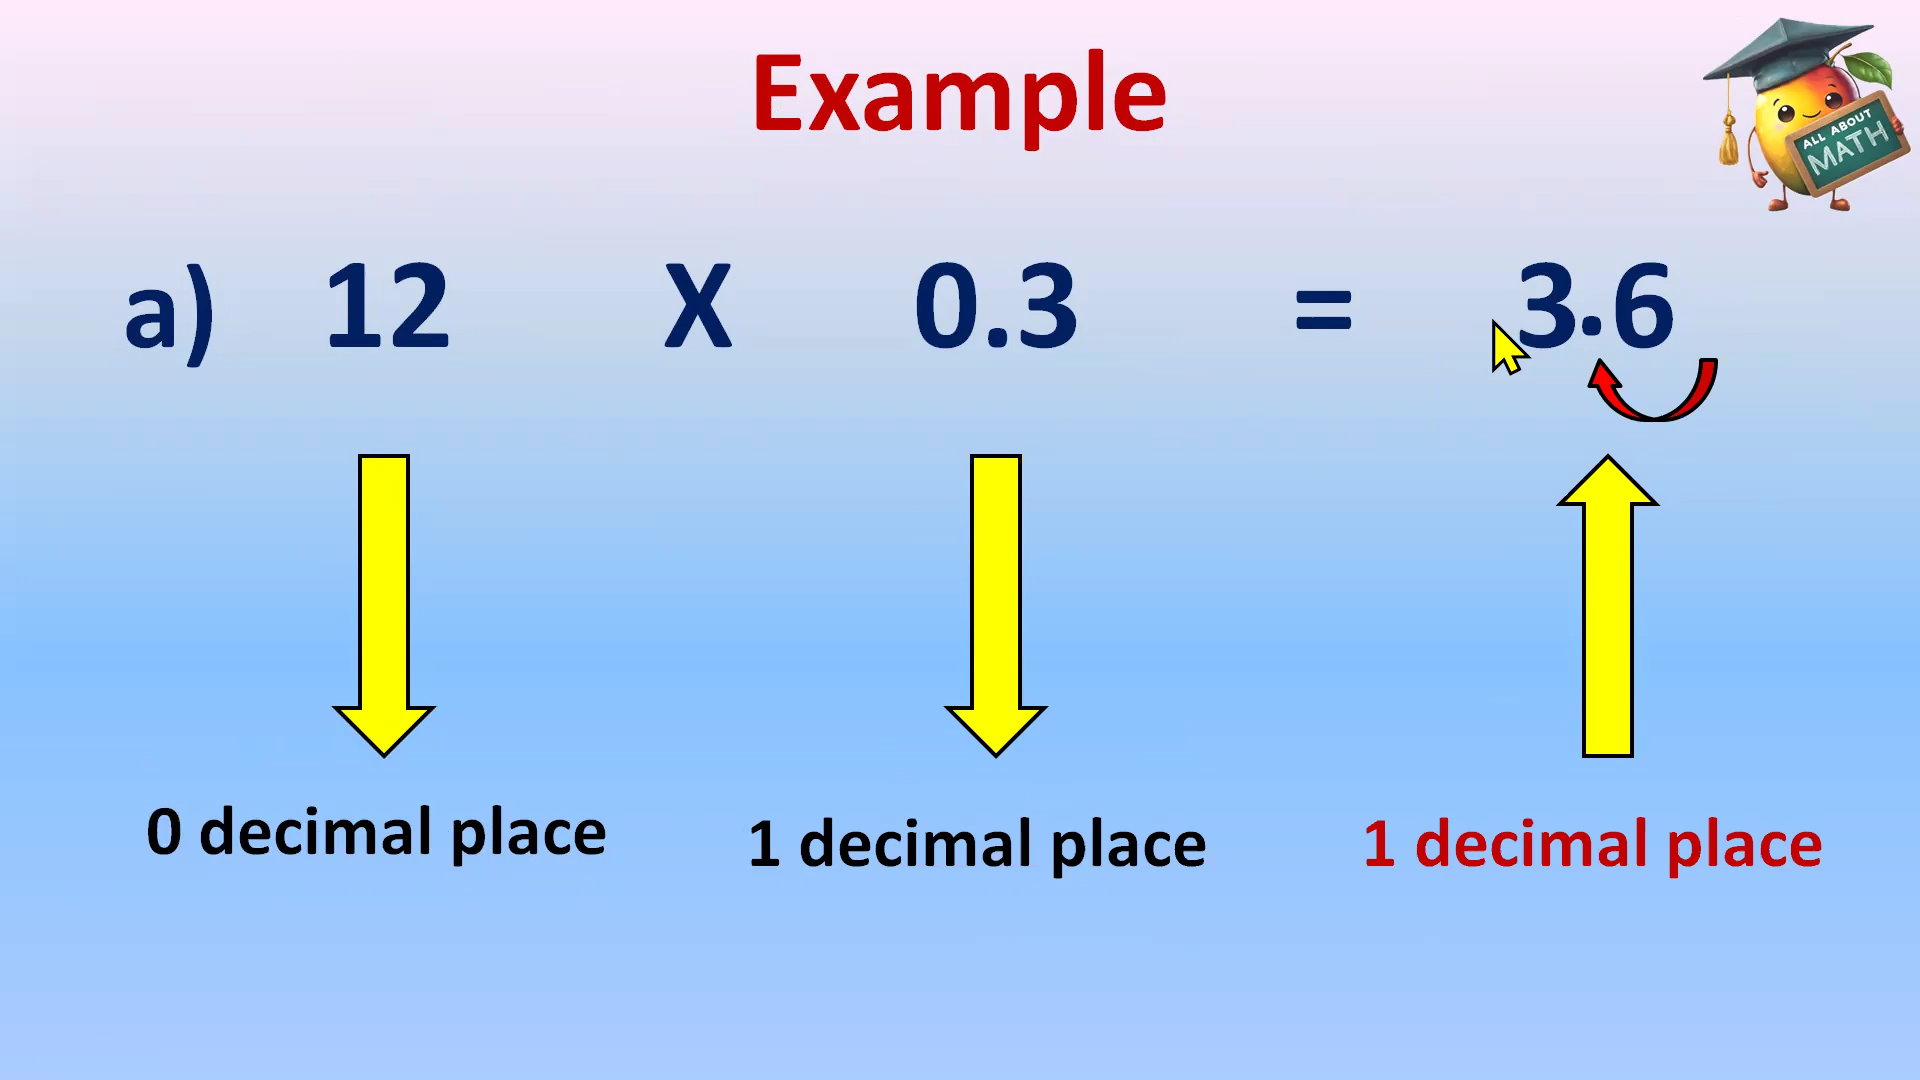 Example
ALL ABOUT
MATH
a) 12 X 0.3 = 3.6
0 decimal place 1 decimal place 1 decimal place